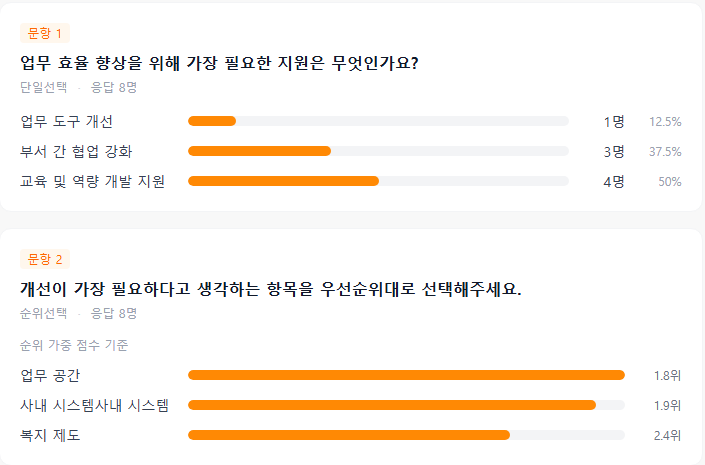 문항 1
업무 효율 향상을 위해 가장 필요한 지원은 무엇인가요?
단일선택 · 응답 8명
업무 도구 개선 1명 12.5%
부서 간 협업 강화 3명 37.5%
교육 및 역량 개발 지원 4명 50%
문항 2
개선이 가장 필요하다고 생각하는 항목을 우선순위대로 선택해주세요.
순위선택 · 응답 8명
순위 가중 점수 기준
업무 공간 1.8위
사내 시스템사내 시스템 1.9위
복지 제도 2.4위